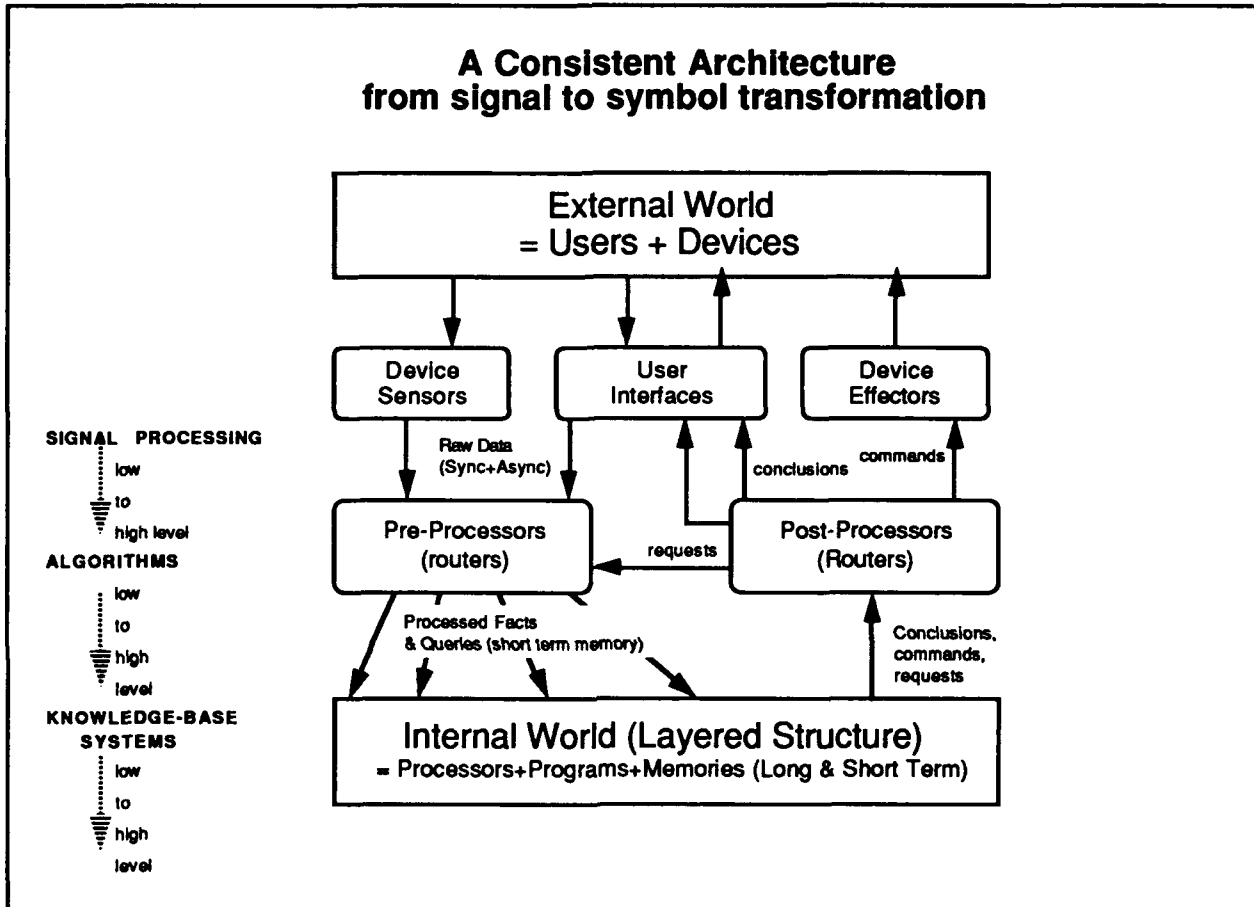 A Consistent Architecture
from signal to symbol transformation
External World
= Users + Devices
Device
Sensors
User
Interfaces
Device
Effectors
SIGNAL PROCESSING
low
to
high level
Raw Data
(Sync+Async)
conclusions
commands
Pre-Processors
(routers)
requests
Post-Processors
(Routers)
ALGORITHMS
low
to
high
level
Processed Facts
& Queries (short term memory)
Conclusions,
commands,
requests
KNOWLEDGE-BASE
SYSTEMS
low
to
high
level
Internal World (Layered Structure)
= Processors+Programs+Memories (Long & Short Term)